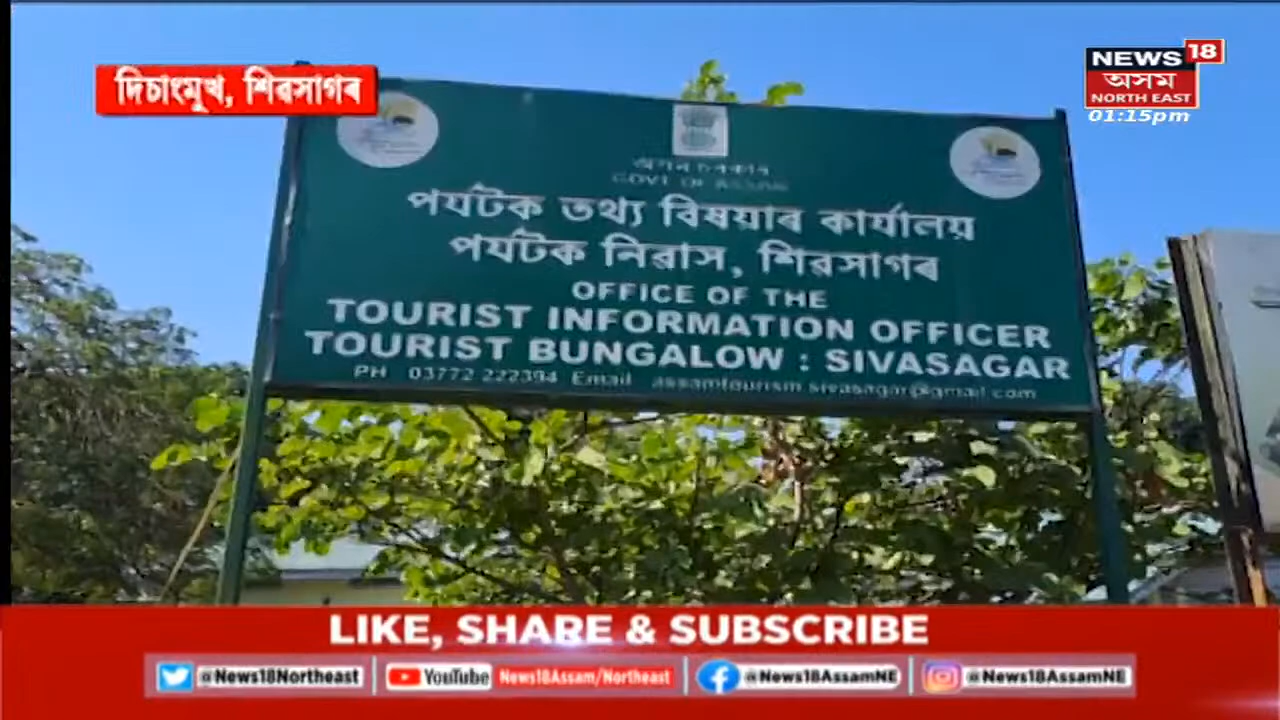 দিচাংমুখ, শিৱসাগৰ
NEWS 18
অসম
NORTH EAST
01:15pm
অসম চৰকাৰ
GOVT OF ASSAM
পৰ্যটক তথ্য বিষয়াৰ কাৰ্যালয়
পৰ্যটক নিৱাস, শিৱসাগৰ
OFFICE OF THE
TOURIST INFORMATION OFFICER
TOURIST BUNGALOW : SIVASAGAR
PH 03772 222394 Email assamtourism.sivasagar@gmail.com
LIKE, SHARE & SUBSCRIBE
@News18Northeast YouTube News18Assam/Northeast @News18AssamNE @News18AssamNE